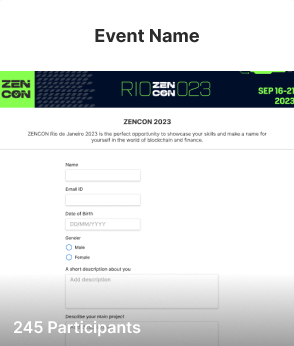 Event Name
ZEN
CON
RIO ZEN CON 023
SEP 16-21
2023
ZENCON 2023
ZENCON Rio de Janeiro 2023 is the perfect opportunity to showcase your skills and make a name for
yourself in the world of blockchain and finance.
Name
Email ID
Date of Birth
DD/MM/YYYY
Gender
Male
Female
A short description about you
Add description
Describe your main project
245 Participants